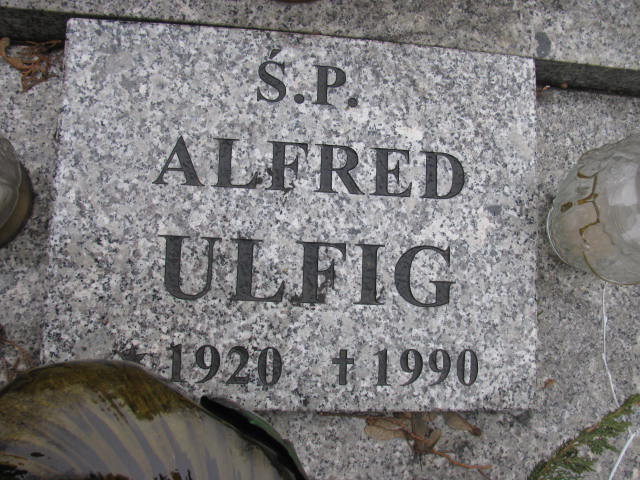 Ś.P.
ALFRED
ULFIG
* 1920 † 1990